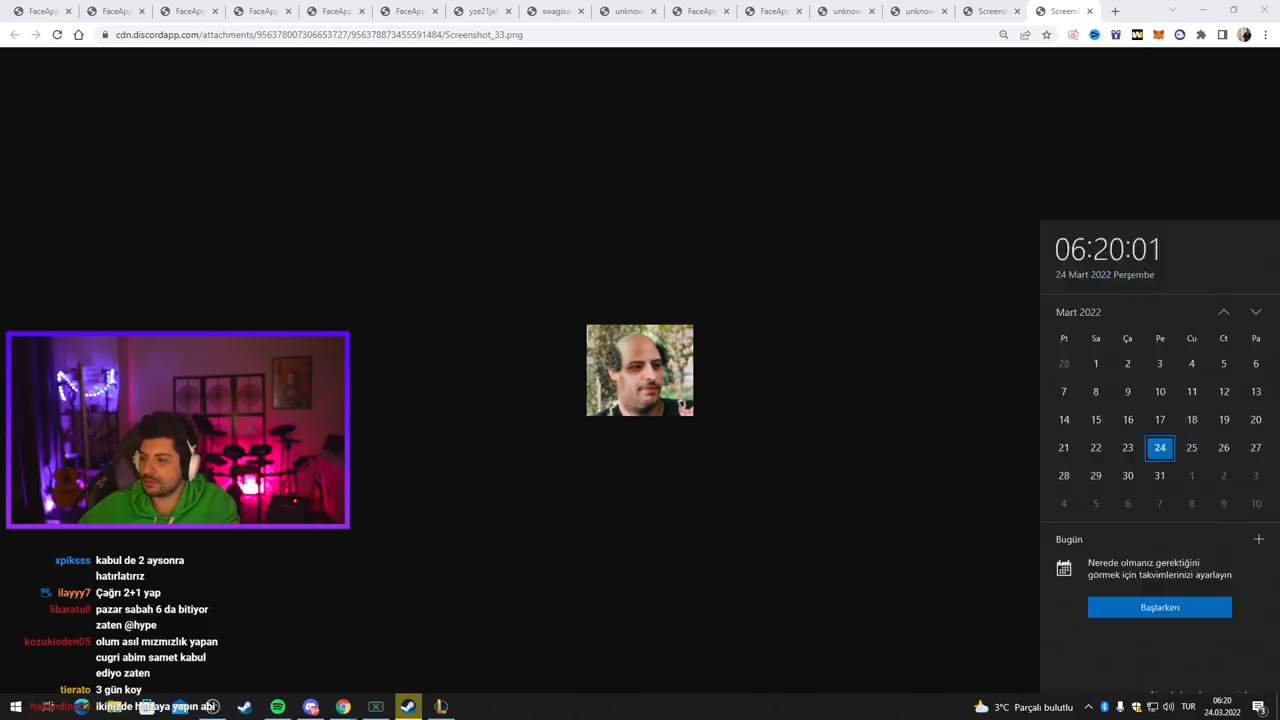 FaceApp
FaceApp
FaceApp
FaceApp
FaceApp
FaceApp
swagisa
unknow
FaceApp
unknow
FaceApp
unknow
unknow
Screens
Screens
cdn.discordapp.com/attachments/956378007306653727/956378873455591484/Screenshot_33.png
06:20:01
24 Mart 2022 Perşembe
Mart 2022
Pt Sa Ça Pe Cu Ct Pa
28 1 2 3 4 5 6
7 8 9 10 11 12 13
14 15 16 17 18 19 20
21 22 23 24 25 26 27
28 29 30 31 1 2 3
4 5 6 7 8 9 10
Bugün
Nerede olmanız gerektiğini
görmek için takvimlerinizi ayarlayın
Başlarken
xpiksss kabul de 2 aysonra
hatırlatırız
ilayyy7 Çağrı 2+1 yap
libaratull pazar sabah 6 da bitiyor
zaten @hype
kozukioden05 olum asıl mızmızlık yapan
cugri abim samet kabul
ediyo zaten
tierato 3 gün koy
ikinizde haftaya yapın abi
3°C Parçalı bulutlu
TUR
06:20
24.03.2022